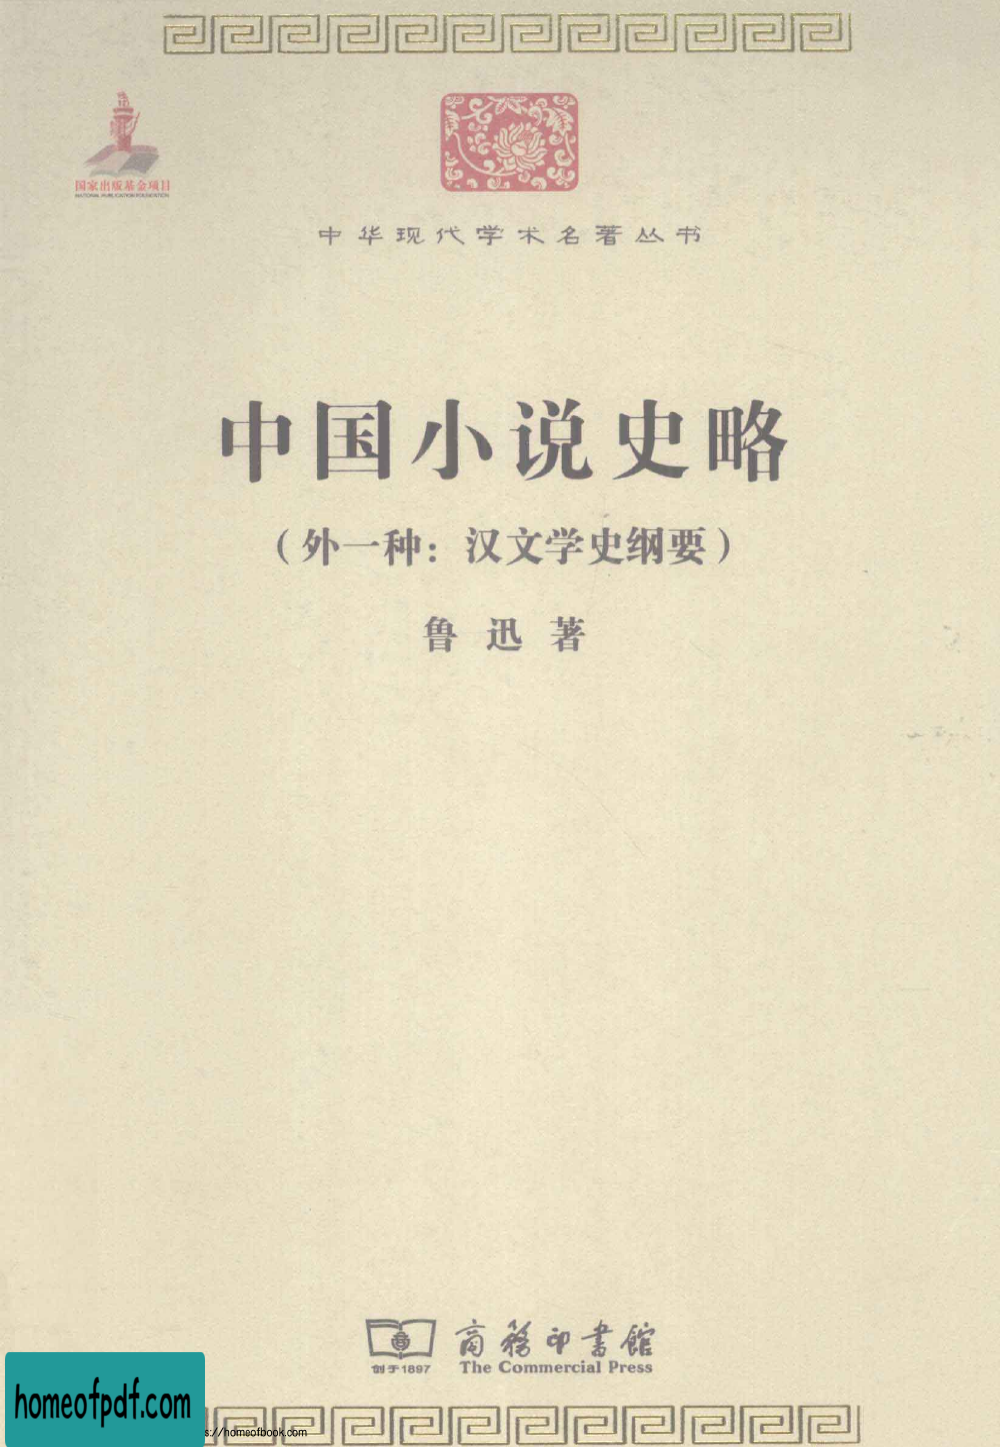 国家出版基金项目
NATIONAL PUBLICATION FOUNDATION
中华现代学术名著丛书
中国小说史略
（外一种：汉文学史纲要）
鲁迅著
商務印書館
创于1897 The Commercial Press
homeofpdf.com
s://homeofbook.com